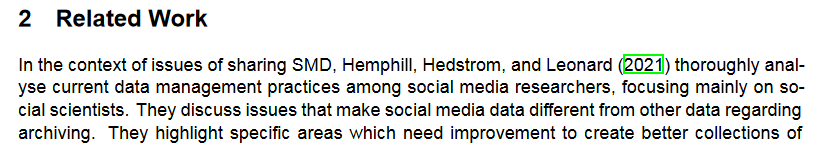 2 Related Work
In the context of issues of sharing SMD, Hemphill, Hedstrom, and Leonard (2021) thoroughly anal-
yse current data management practices among social media researchers, focusing mainly on so-
cial scientists. They discuss issues that make social media data different from other data regarding
archiving. They highlight specific areas which need improvement to create better collections of